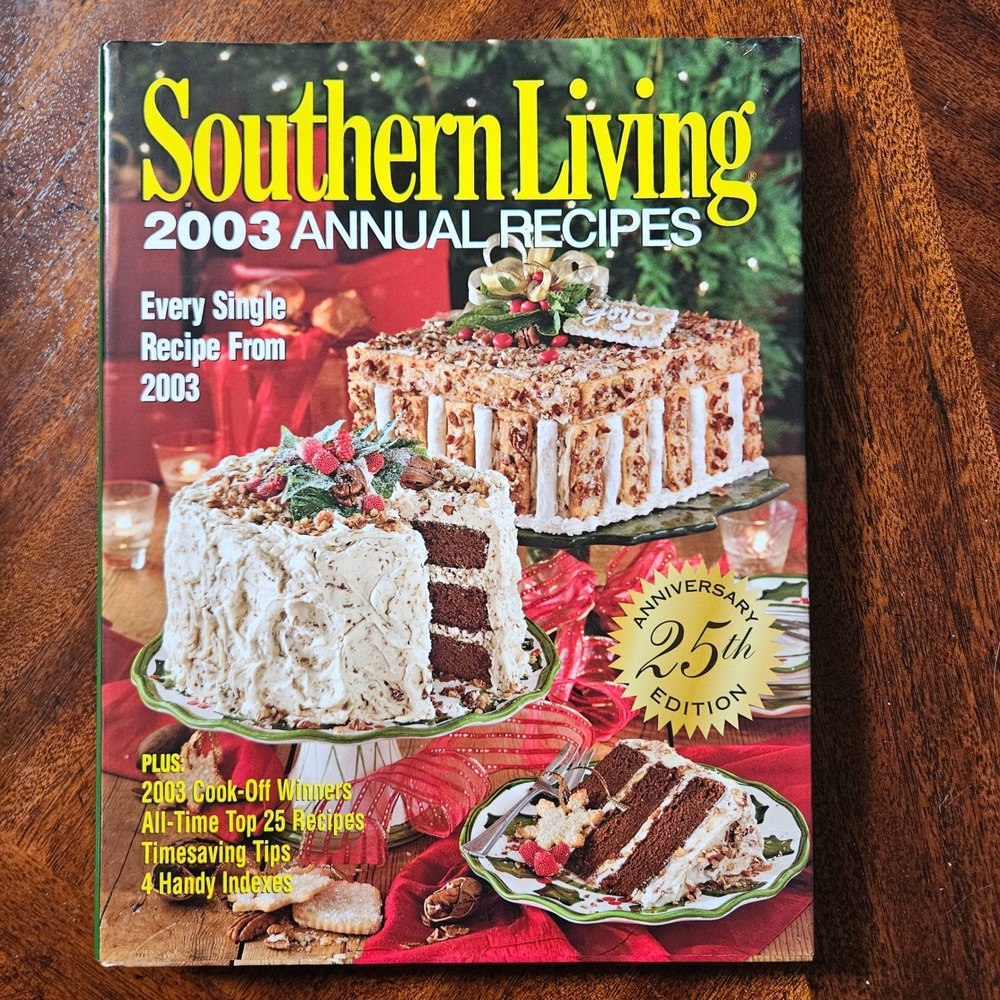 Southern Living®
2003 ANNUAL RECIPES
Every Single
Recipe From
2003
Joy
ANNIVERSARY
25th
EDITION
PLUS:
2003 Cook-Off Winners
All-Time Top 25 Recipes
Timesaving Tips
4 Handy Indexes